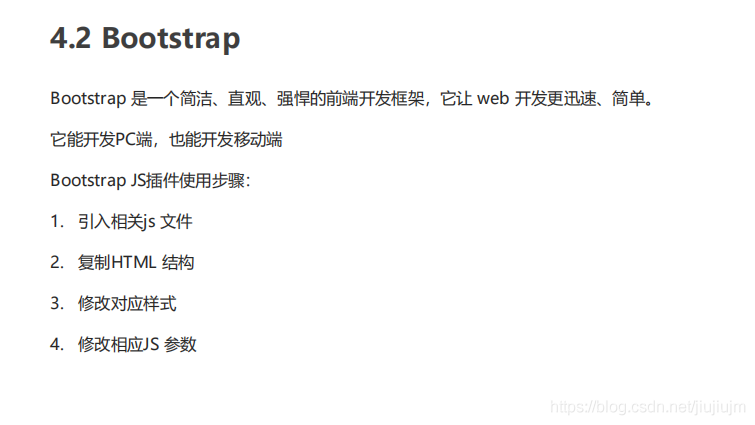 4.2 Bootstrap
Bootstrap 是一个简洁、直观、强悍的前端开发框架，它让 web 开发更迅速、简单。
它能开发PC端，也能开发移动端
Bootstrap JS插件使用步骤：
1. 引入相关js 文件
2. 复制HTML 结构
3. 修改对应样式
4. 修改相应JS 参数
https://blog.csdn.net/jiujiujrn